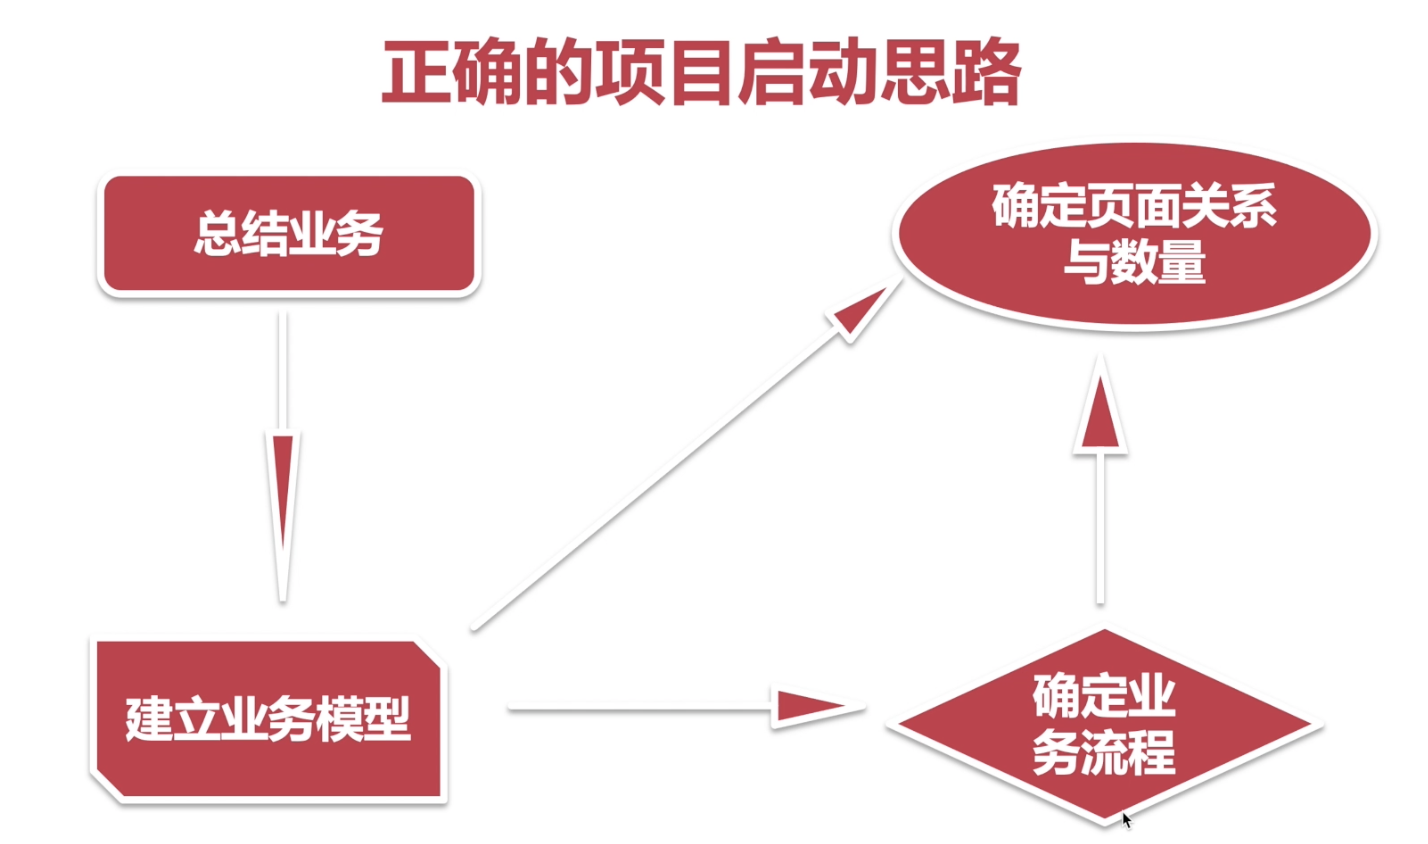 正确的项目启动思路
总结业务
确定页面关系
与数量
建立业务模型
确定业
务流程